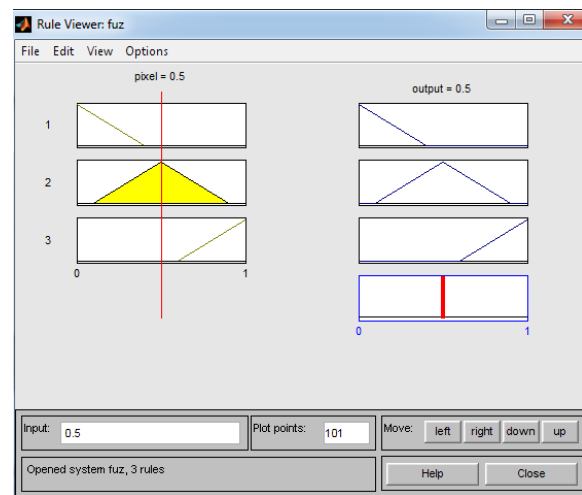 Rule Viewer: fuz
File Edit View Options
pixel = 0.5
output = 0.5
1
2
3
0 1
0 1
Input: 0.5
Plot points: 101
Move: left right down up
Opened system fuz, 3 rules
Help Close